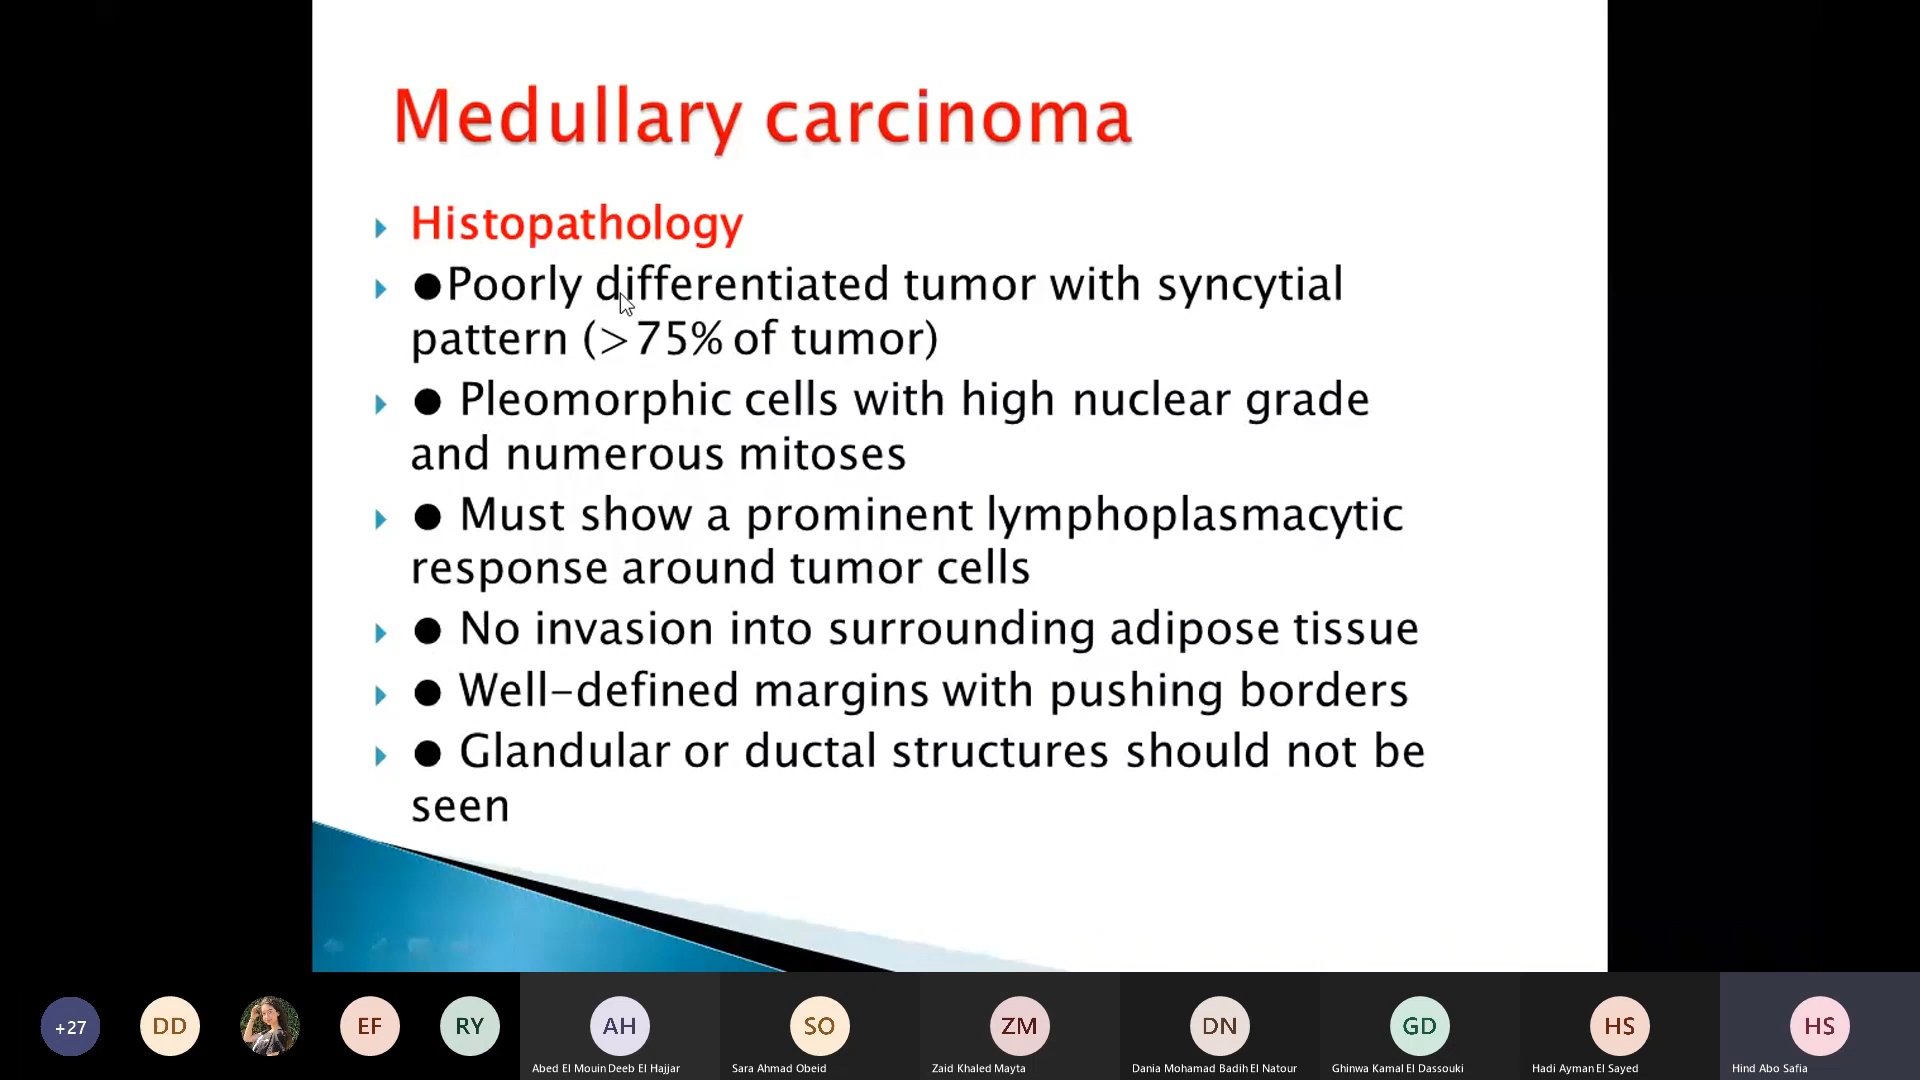 Medullary carcinoma
Histopathology
●Poorly differentiated tumor with syncytial
pattern (>75% of tumor)
● Pleomorphic cells with high nuclear grade
and numerous mitoses
● Must show a prominent lymphoplasmacytic
response around tumor cells
● No invasion into surrounding adipose tissue
● Well-defined margins with pushing borders
● Glandular or ductal structures should not be
seen
+27
DD
EF
RY
AH
SO
ZM
DN
GD
HS
HS
Abed El Mouin Deeb El Hajjar
Sara Ahmad Obeid
Zaid Khaled Mayta
Dania Mohamad Badih El Natour
Ghinwa Kamal El Dassouki
Hadi Ayman El Sayed
Hind Abo Safia